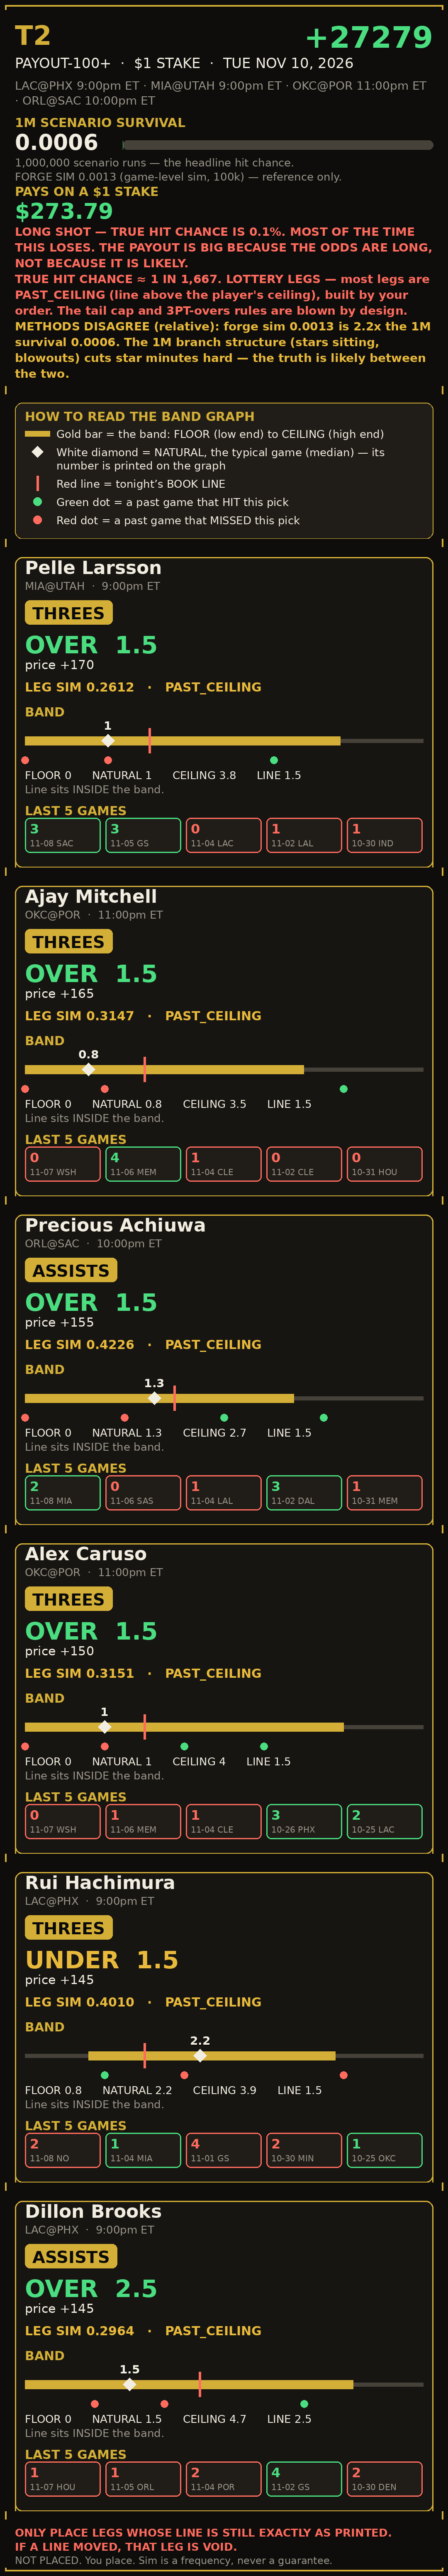 T2
+27279
PAYOUT-100+ · $1 STAKE · TUE NOV 10, 2026
LAC@PHX 9:00pm ET · MIA@UTAH 9:00pm ET · OKC@POR 11:00pm ET
· ORL@SAC 10:00pm ET
1M SCENARIO SURVIVAL
0.0006
1,000,000 scenario runs — the headline hit chance.
FORGE SIM 0.0013 (game-level sim, 100k) — reference only.
PAYS ON A $1 STAKE
$273.79
LONG SHOT — TRUE HIT CHANCE IS 0.1%. MOST OF THE TIME
THIS LOSES. THE PAYOUT IS BIG BECAUSE THE ODDS ARE LONG,
NOT BECAUSE IT IS LIKELY.
TRUE HIT CHANCE ≈ 1 IN 1,667. LOTTERY LEGS — most legs are
PAST_CEILING (line above the player's ceiling), built by your
order. The tail cap and 3PT-overs rules are blown by design.
METHODS DISAGREE (relative): forge sim 0.0013 is 2.2x the 1M
survival 0.0006. The 1M branch structure (stars sitting,
blowouts) cuts star minutes hard — the truth is likely between
the two.
HOW TO READ THE BAND GRAPH
Gold bar = the band: FLOOR (low end) to CEILING (high end)
White diamond = NATURAL, the typical game (median) — its
number is printed on the graph
Red line = tonight's BOOK LINE
Green dot = a past game that HIT this pick
Red dot = a past game that MISSED this pick
Pelle Larsson
MIA@UTAH · 9:00pm ET
THREES
OVER 1.5
price +170
LEG SIM 0.2612 · PAST_CEILING
BAND
1
FLOOR 0 NATURAL 1 CEILING 3.8 LINE 1.5
Line sits INSIDE the band.
LAST 5 GAMES
3 3 0 1 1
11-08 SAC 11-05 GS 11-04 LAC 11-02 LAL 10-30 IND
Ajay Mitchell
OKC@POR · 11:00pm ET
THREES
OVER 1.5
price +165
LEG SIM 0.3147 · PAST_CEILING
BAND
0.8
FLOOR 0 NATURAL 0.8 CEILING 3.5 LINE 1.5
Line sits INSIDE the band.
LAST 5 GAMES
0 4 1 0 0
11-07 WSH 11-06 MEM 11-04 CLE 11-02 CLE 10-31 HOU
Precious Achiuwa
ORL@SAC · 10:00pm ET
ASSISTS
OVER 1.5
price +155
LEG SIM 0.4226 · PAST_CEILING
BAND
1.3
FLOOR 0 NATURAL 1.3 CEILING 2.7 LINE 1.5
Line sits INSIDE the band.
LAST 5 GAMES
2 0 1 3 1
11-08 MIA 11-06 SAS 11-04 LAL 11-02 DAL 10-31 MEM
Alex Caruso
OKC@POR · 11:00pm ET
THREES
OVER 1.5
price +150
LEG SIM 0.3151 · PAST_CEILING
BAND
1
FLOOR 0 NATURAL 1 CEILING 4 LINE 1.5
Line sits INSIDE the band.
LAST 5 GAMES
0 1 1 3 2
11-07 WSH 11-06 MEM 11-04 CLE 10-26 PHX 10-25 LAC
Rui Hachimura
LAC@PHX · 9:00pm ET
THREES
UNDER 1.5
price +145
LEG SIM 0.4010 · PAST_CEILING
BAND
2.2
FLOOR 0.8 NATURAL 2.2 CEILING 3.9 LINE 1.5
Line sits INSIDE the band.
LAST 5 GAMES
2 1 4 2 1
11-08 NO 11-04 MIA 11-01 GS 10-30 MIN 10-25 OKC
Dillon Brooks
LAC@PHX · 9:00pm ET
ASSISTS
OVER 2.5
price +145
LEG SIM 0.2964 · PAST_CEILING
BAND
1.5
FLOOR 0 NATURAL 1.5 CEILING 4.7 LINE 2.5
Line sits INSIDE the band.
LAST 5 GAMES
1 1 2 4 2
11-07 HOU 11-05 ORL 11-04 POR 11-02 GS 10-30 DEN
ONLY PLACE LEGS WHOSE LINE IS STILL EXACTLY AS PRINTED.
IF A LINE MOVED, THAT LEG IS VOID.
NOT PLACED. You place. Sim is a frequency, never a guarantee.